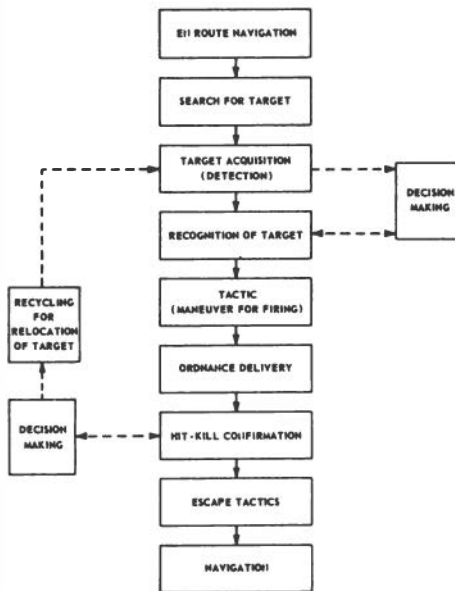 EN ROUTE NAVIGATION
SEARCH FOR TARGET
TARGET ACQUISITION
(DETECTION)
DECISION
MAKING
RECOGNITION OF TARGET
TACTIC
(MANEUVER FOR FIRING)
RECYCLING
FOR
RELOCATION
OF TARGET
ORDNANCE DELIVERY
DECISION
MAKING
HIT-KILL CONFIRMATION
ESCAPE TACTICS
NAVIGATION